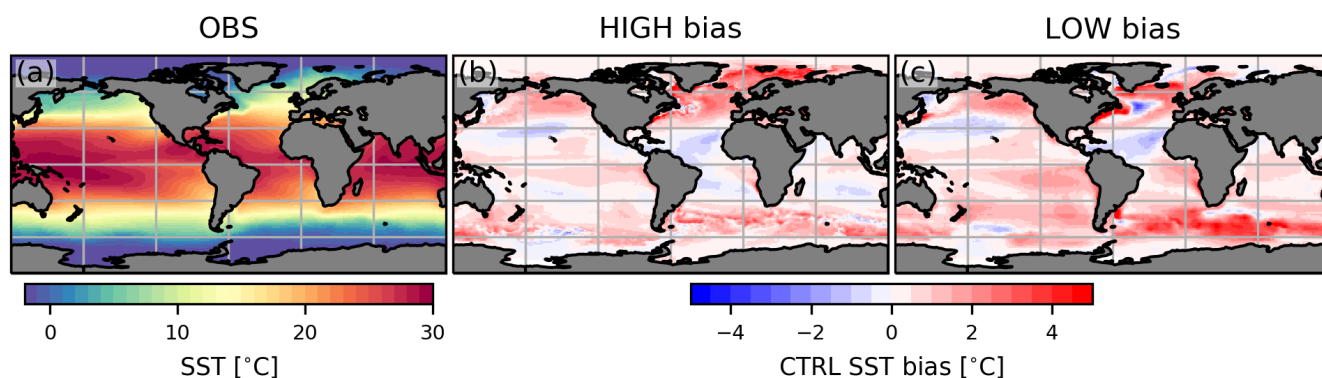 OBS HIGH bias LOW bias
(a) (b) (c)
0 10 20 30 −4 −2 0 2 4
SST [°C] CTRL SST bias [°C]